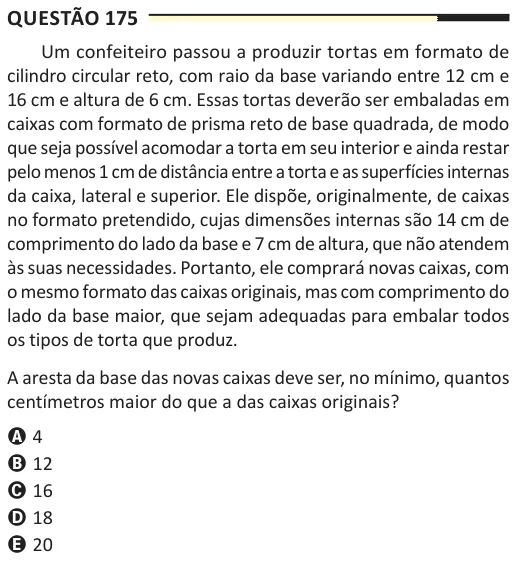 QUESTÃO 175
Um confeiteiro passou a produzir tortas em formato de
cilindro circular reto, com raio da base variando entre 12 cm e
16 cm e altura de 6 cm. Essas tortas deverão ser embaladas em
caixas com formato de prisma reto de base quadrada, de modo
que seja possível acomodar a torta em seu interior e ainda restar
pelo menos 1 cm de distância entre a torta e as superfícies internas
da caixa, lateral e superior. Ele dispõe, originalmente, de caixas
no formato pretendido, cujas dimensões internas são 14 cm de
comprimento do lado da base e 7 cm de altura, que não atendem
às suas necessidades. Portanto, ele comprará novas caixas, com
o mesmo formato das caixas originais, mas com comprimento do
lado da base maior, que sejam adequadas para embalar todos
os tipos de torta que produz.
A aresta da base das novas caixas deve ser, no mínimo, quantos
centímetros maior do que a das caixas originais?
A 4
B 12
C 16
D 18
E 20